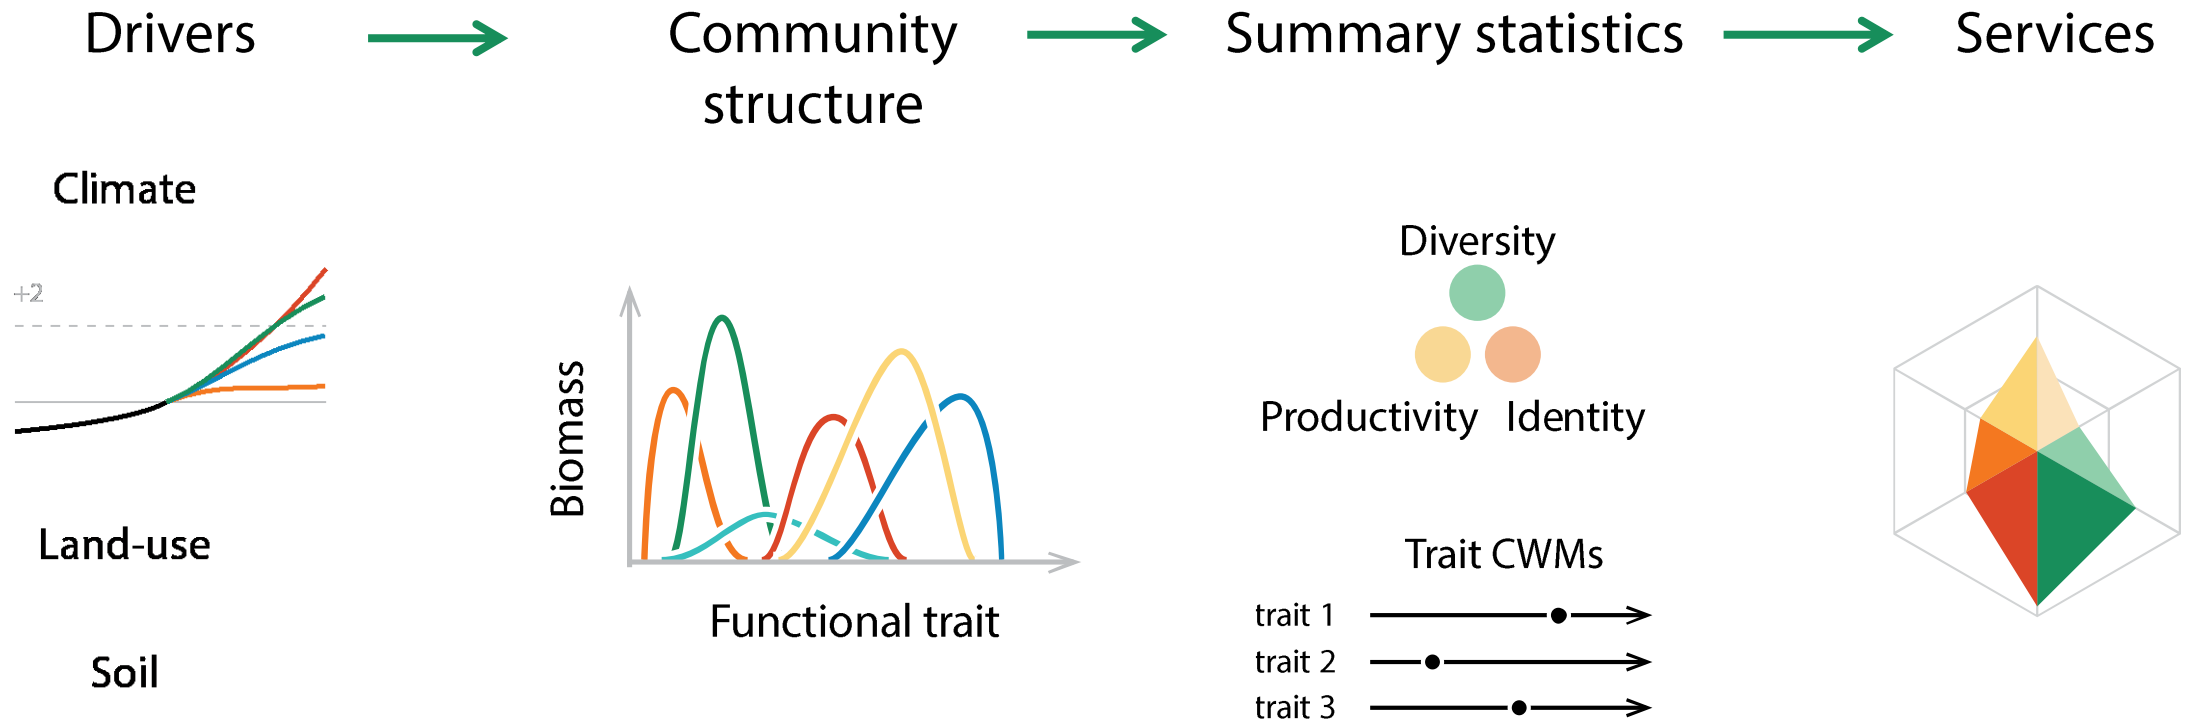 Drivers
Community
structure
Summary statistics
Services
Climate
+2
Land-use
Soil
Biomass
Functional trait
Diversity
Productivity
Identity
Trait CWMs
trait 1
trait 2
trait 3